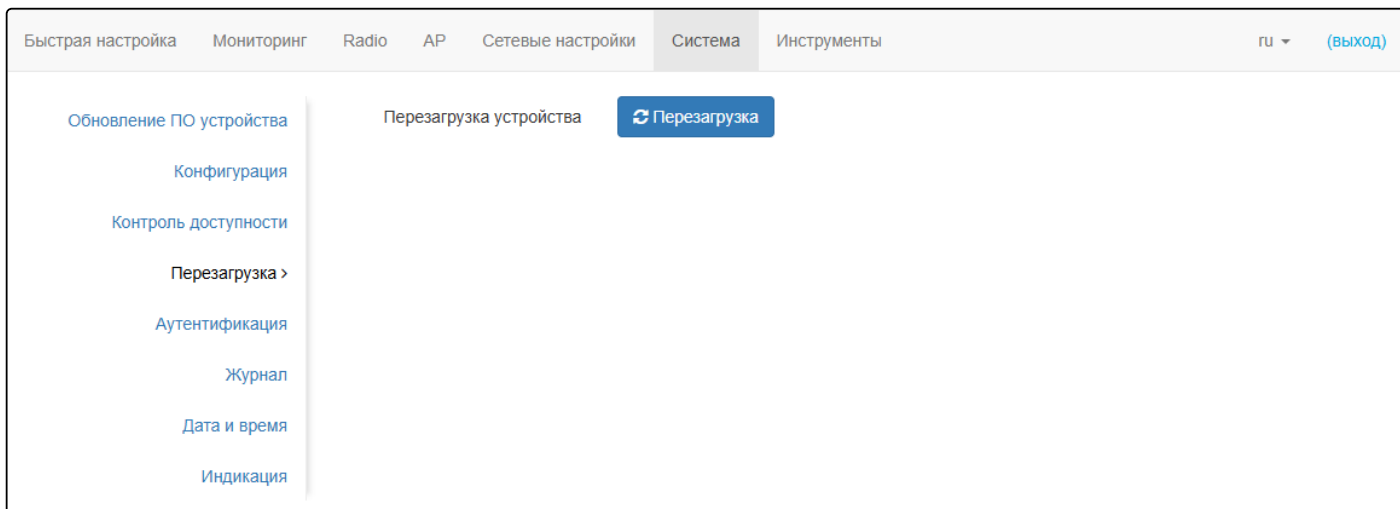 Быстрая настройка Мониторинг Radio AP Сетевые настройки Система Инструменты ru (выход)
Обновление ПО устройства
Перезагрузка устройства Перезагрузка
Конфигурация
Контроль доступности
Перезагрузка >
Аутентификация
Журнал
Дата и время
Индикация